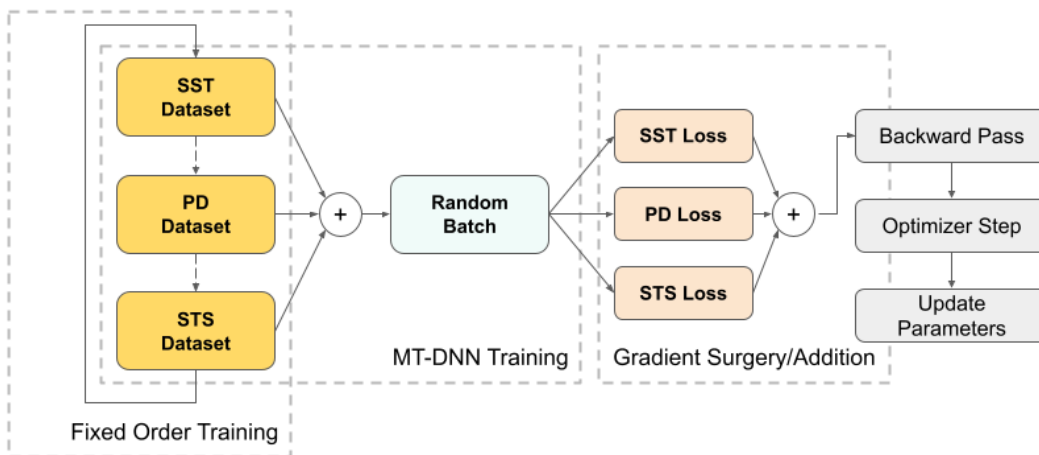 SST
Dataset
PD
Dataset
STS
Dataset
+
Random
Batch
SST Loss
PD Loss
STS Loss
+
Backward Pass
Optimizer Step
Update
Parameters
MT-DNN Training
Gradient Surgery/Addition
Fixed Order Training